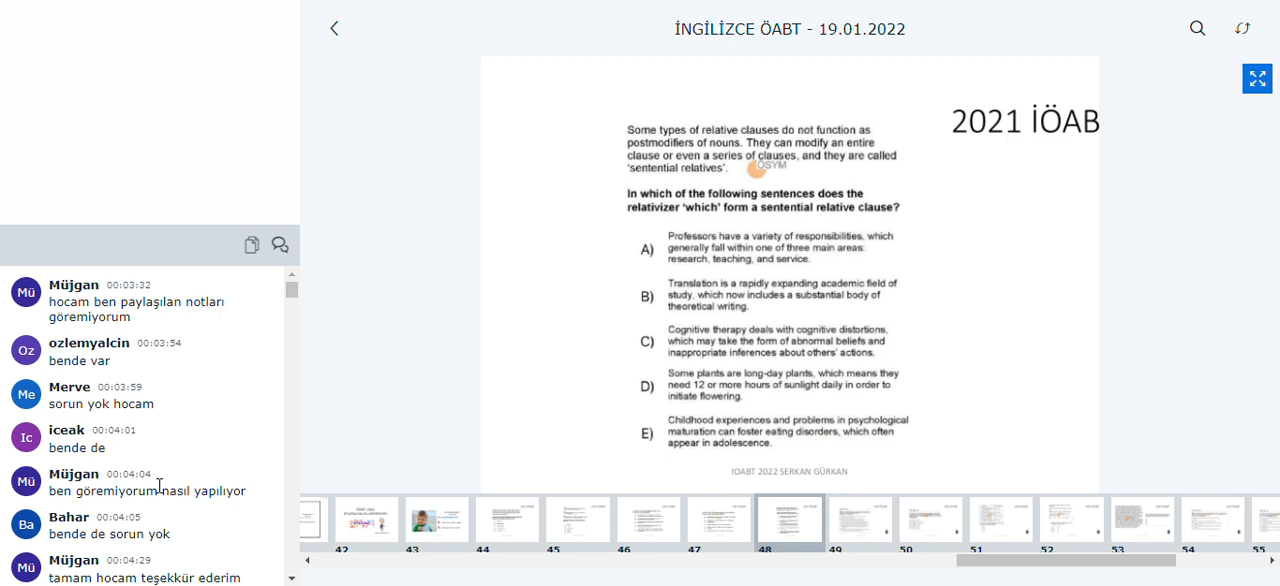 İNGİLİZCE ÖABT - 19.01.2022
2021 İÖAB
Some types of relative clauses do not function as
postmodifiers of nouns. They can modify an entire
clause or even a series of clauses, and they are called
'sentential relatives'.
ÖSYM
In which of the following sentences does the
relativizer 'which' form a sentential relative clause?
A) Professors have a variety of responsibilities, which
generally fall within one of three main areas:
research, teaching, and service.
B) Translation is a rapidly expanding academic field of
study, which now includes a substantial body of
theoretical writing.
C) Cognitive therapy deals with cognitive distortions,
which may take the form of abnormal beliefs and
inappropriate inferences about others' actions.
D) Some plants are long-day plants, which means they
need 12 or more hours of sunlight daily in order to
initiate flowering.
E) Childhood experiences and problems in psychological
maturation can foster eating disorders, which often
appear in adolescence.
IOABT 2022 SERKAN GÜRKAN
Mü
Müjgan 00:03:32
hocam ben paylaşılan notları
göremiyorum
Oz
ozlemyalcin 00:03:54
bende var
Me
Merve 00:03:59
sorun yok hocam
Ic
iceak 00:04:01
bende de
Mü
Müjgan 00:04:04
ben göremiyorum nasıl yapılıyor
Ba
Bahar 00:04:05
bende de sorun yok
Mü
Müjgan 00:04:29
tamam hocam teşekkür ederim
42 43 44 45 46 47 48 49 50 51 52 53 54 55